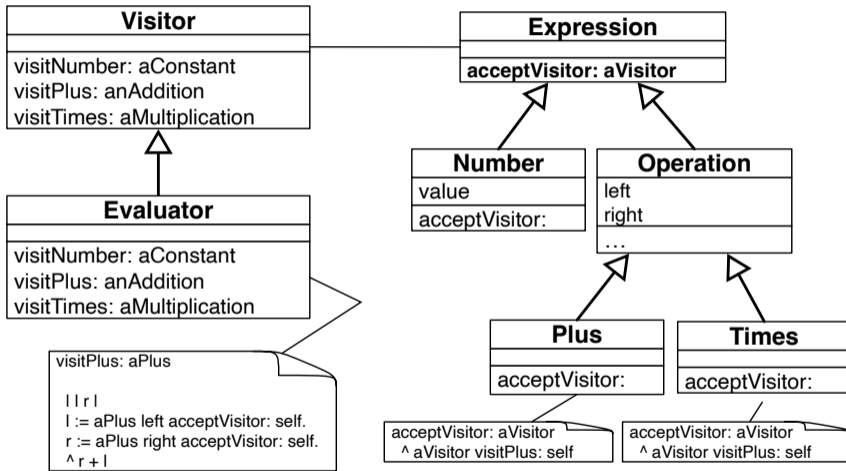 Visitor
visitNumber: aConstant
visitPlus: anAddition
visitTimes: aMultiplication
Expression
acceptVisitor: aVisitor
Number
value
acceptVisitor:
Operation
left
right
...
Evaluator
visitNumber: aConstant
visitPlus: anAddition
visitTimes: aMultiplication
Plus
acceptVisitor:
Times
acceptVisitor:
visitPlus: aPlus
| l r |
l := aPlus left acceptVisitor: self.
r := aPlus right acceptVisitor: self.
^ r + l
acceptVisitor: aVisitor
^ aVisitor visitPlus: self
acceptVisitor: aVisitor
^ aVisitor visitPlus: self